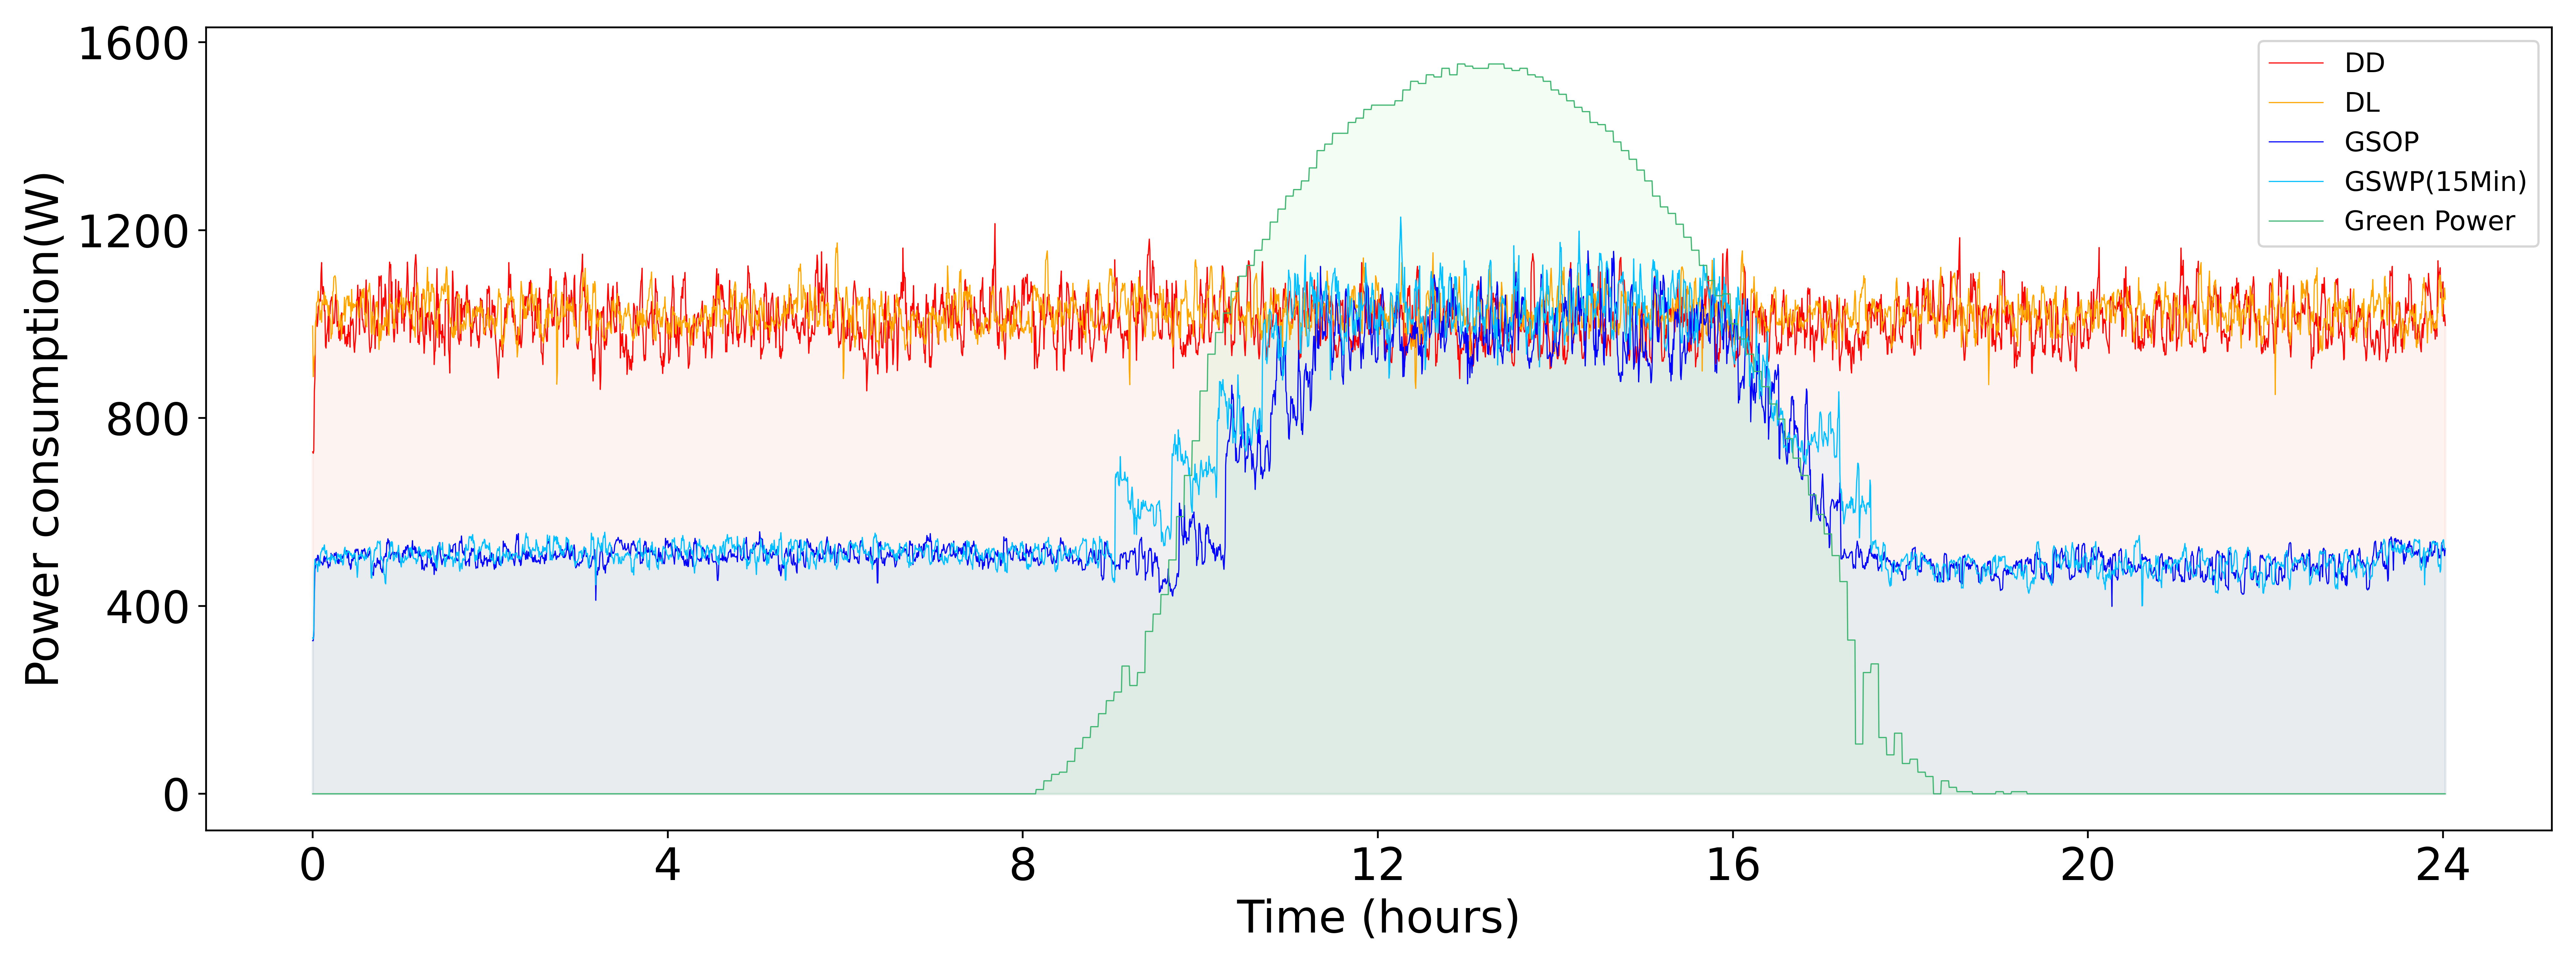 1600
1200
800
400
0
Power consumption(W)
DD
DL
GSOP
GSWP(15Min)
Green Power
0 4 8 12 16 20 24
Time (hours)